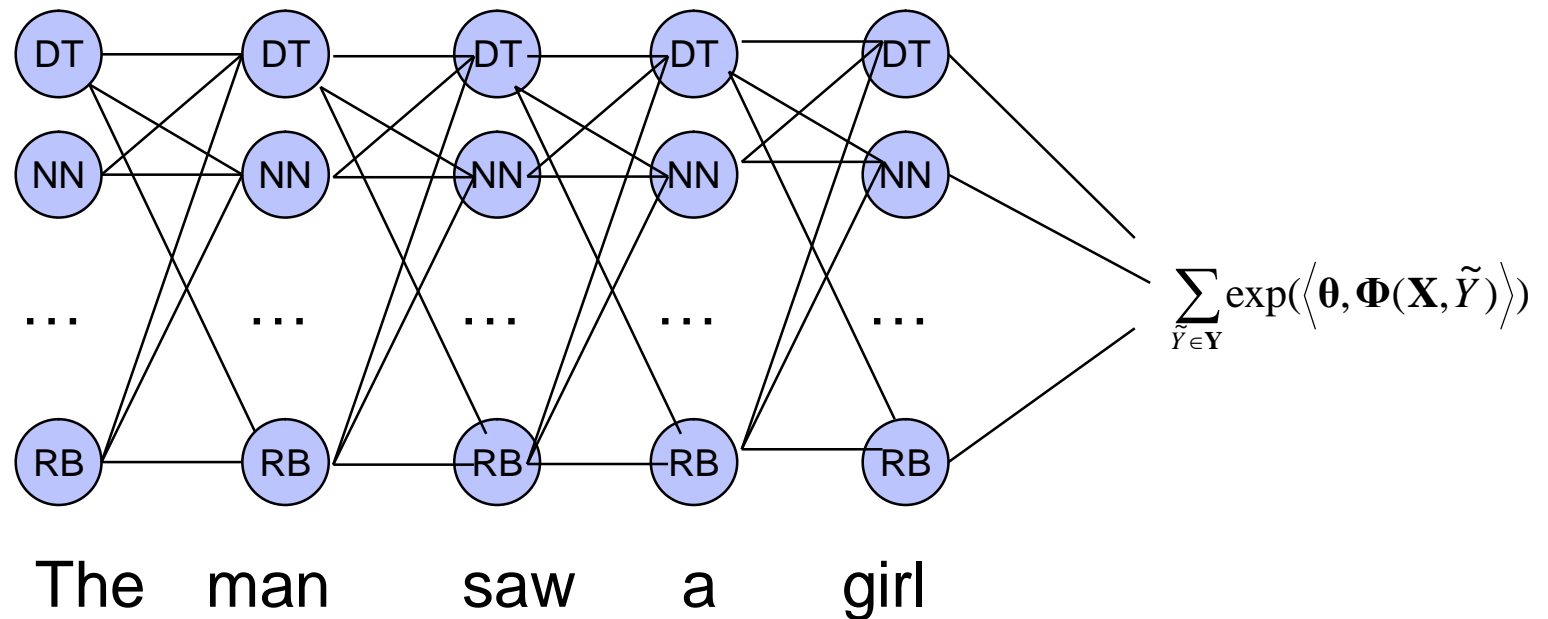 DT DT DT DT DT
NN NN NN NN NN
... ... ... ... ...
∑_{Ỹ∈𝐘} exp(⟨𝛉, 𝚽(𝐗, Ỹ)⟩)
RB RB RB RB RB
The man saw a girl